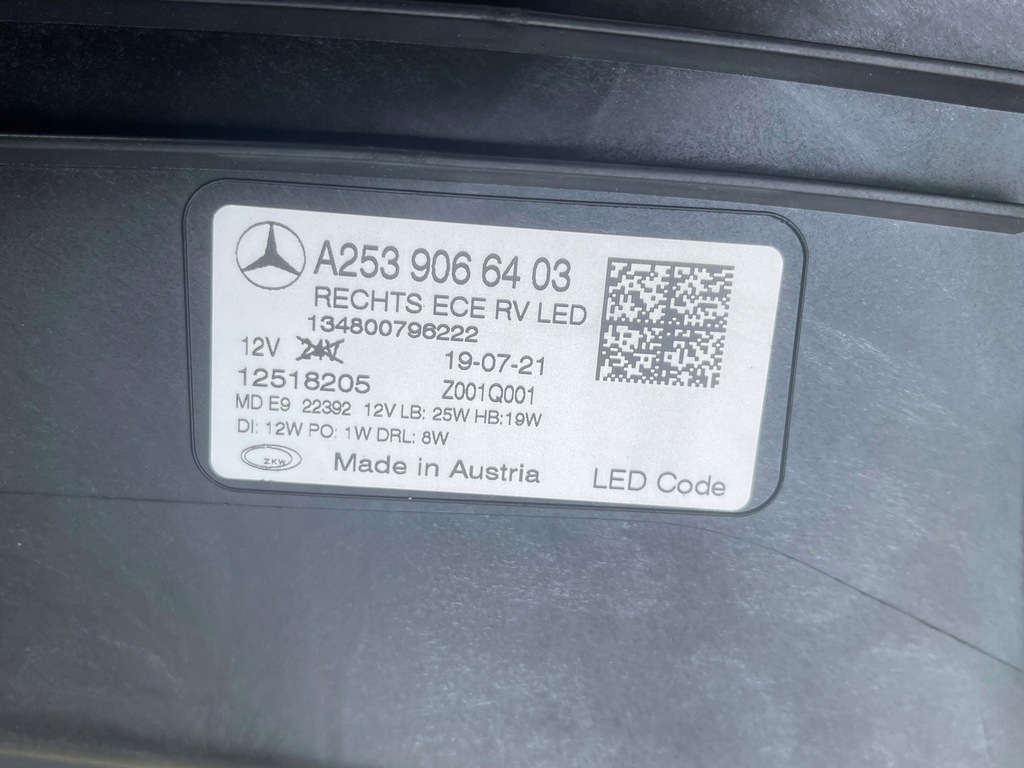 A253 906 64 03
RECHTS ECE RV LED
134800796222
12V 24V 19-07-21
12518205 Z001Q001
MD E9 22392 12V LB: 25W HB:19W
DI: 12W PO: 1W DRL: 8W
ZKW Made in Austria LED Code